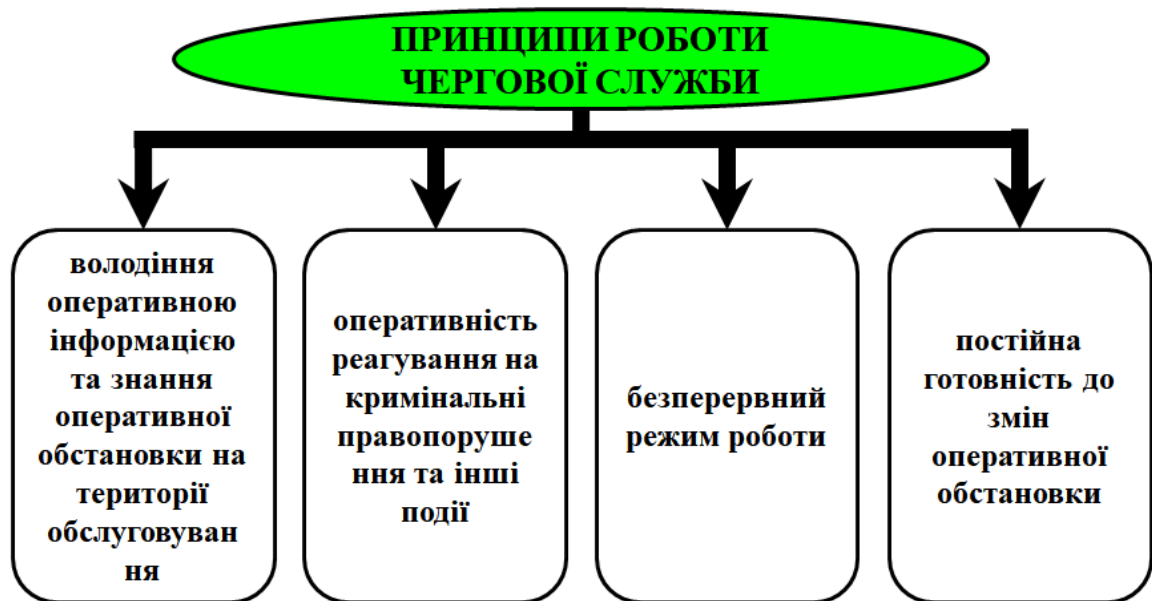 ПРИНЦИПИ РОБОТИ
ЧЕРГОВОЇ СЛУЖБИ
володіння
оперативною
інформацією
та знання
оперативної
обстановки на
території
обслуговуван
ня
оперативність
реагування на
кримінальні
правопоруше
ння та інші
події
безперервний
режим роботи
постійна
готовність до
змін
оперативної
обстановки